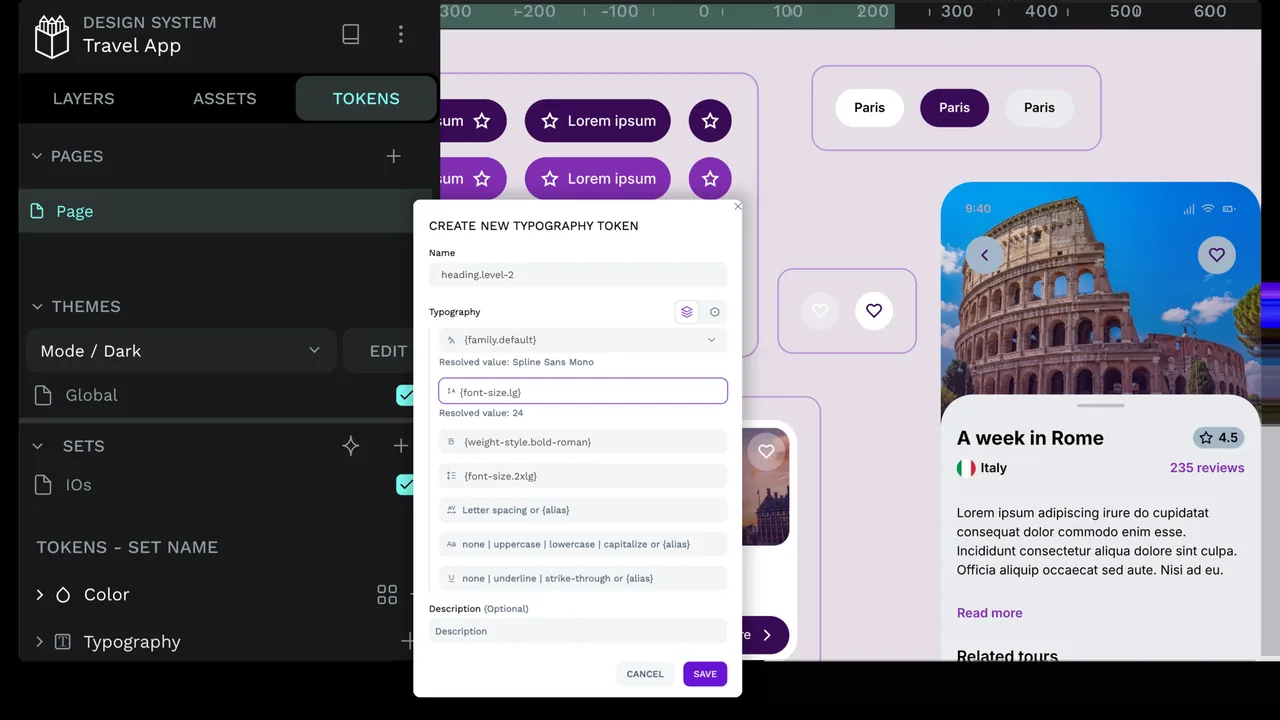 DESIGN SYSTEM
Travel App
LAYERS
ASSETS
TOKENS
PAGES
Page
THEMES
Mode / Dark
EDIT
Global
SETS
IOs
TOKENS - SET NAME
Color
Typography
300 -200 -100 0 100 200 300 400 500 600
sum
Lorem ipsum
sum
Lorem ipsum
Paris
Paris
Paris
CREATE NEW TYPOGRAPHY TOKEN
Name
heading.level-2
Typography
{family.default}
Resolved value: Spline Sans Mono
{font-size.lg}
Resolved value: 24
B {weight-style.bold-roman}
{font-size.2xlg}
AV Letter spacing or {alias}
Aa none | uppercase | lowercase | capitalize or {alias}
U none | underline | strike-through or {alias}
Description (Optional)
Description
CANCEL
SAVE
re
9:40
A week in Rome
4.5
Italy
235 reviews
Lorem ipsum adipiscing irure do cupidatat
consequat dolor commodo enim esse.
Incididunt consectetur aliqua dolore sint culpa.
Officia aliquip occaecat sed aute. Nisi ad eu.
Read more
Related tours